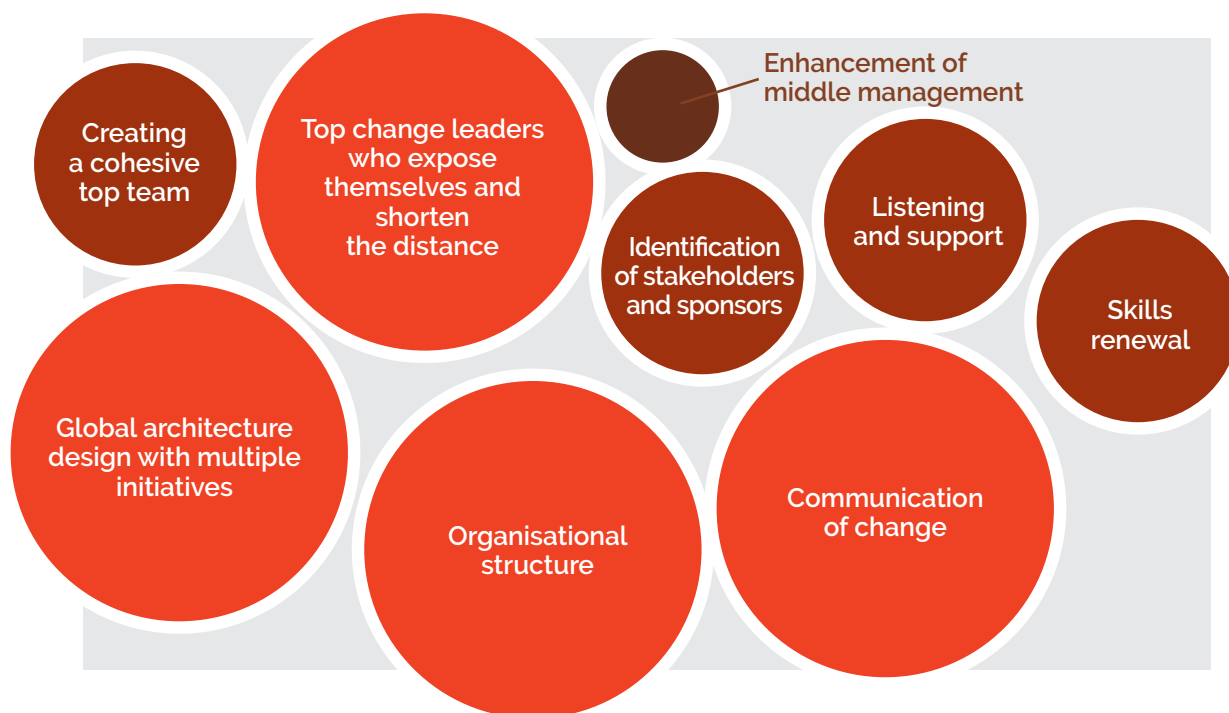 Creating
a cohesive
top team
Top change leaders
who expose
themselves and
shorten
the distance
Enhancement of
middle management
Identification
of stakeholders
and sponsors
Listening
and support
Skills
renewal
Global architecture
design with multiple
initiatives
Organisational
structure
Communication
of change